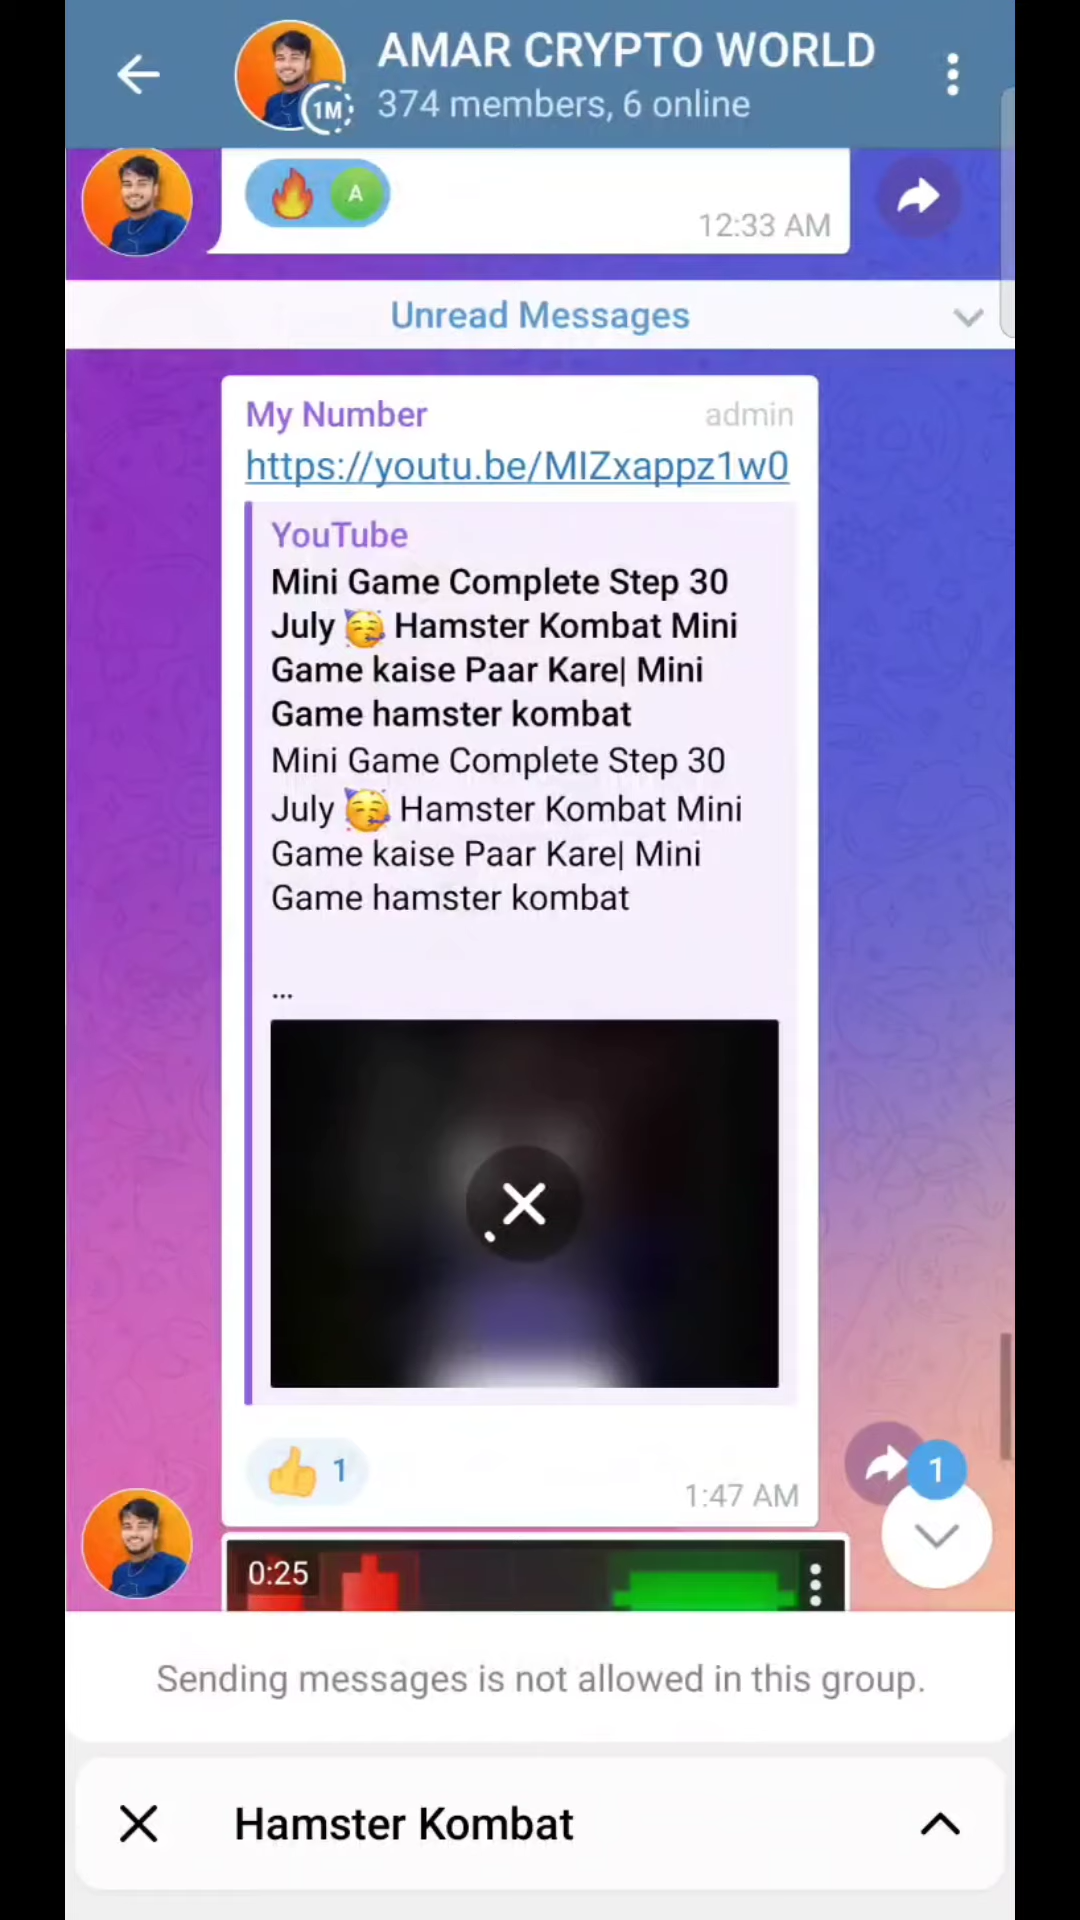 AMAR CRYPTO WORLD
1M
374 members, 6 online
🔥 A
12:33 AM
Unread Messages
My Number admin
https://youtu.be/MIZxappz1w0
YouTube
Mini Game Complete Step 30
July 🥳 Hamster Kombat Mini
Game kaise Paar Kare| Mini
Game hamster kombat
Mini Game Complete Step 30
July 🥳 Hamster Kombat Mini
Game kaise Paar Kare| Mini
Game hamster kombat
...
👍 1
1:47 AM
1
0:25
Sending messages is not allowed in this group.
Hamster Kombat